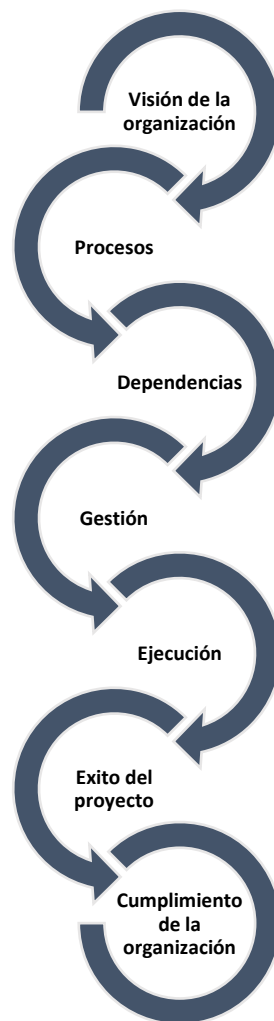 Visión de la
organización
Procesos
Dependencias
Gestión
Ejecución
Exito del
proyecto
Cumplimiento
de la
organización